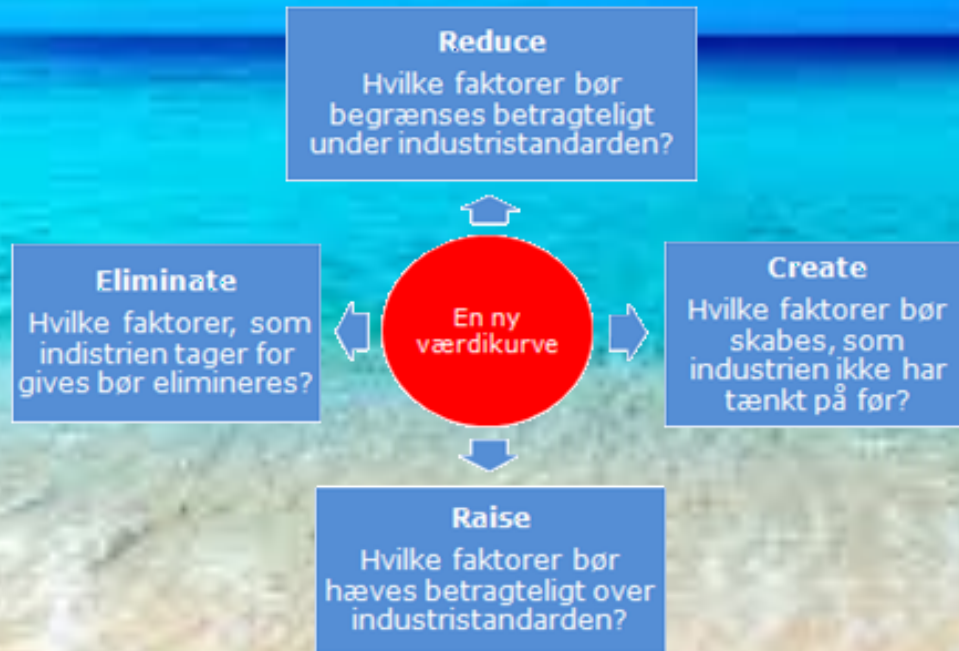 Reduce
Hvilke faktorer bør
begrænses betragteligt
under industristandarden?
Eliminate
Hvilke faktorer, som
indistrien tager for
gives bør elimineres?
En ny
værdikurve
Create
Hvilke faktorer bør
skabes, som
industrien ikke har
tænkt på før?
Raise
Hvilke faktorer bør
hæves betragteligt over
industristandarden?